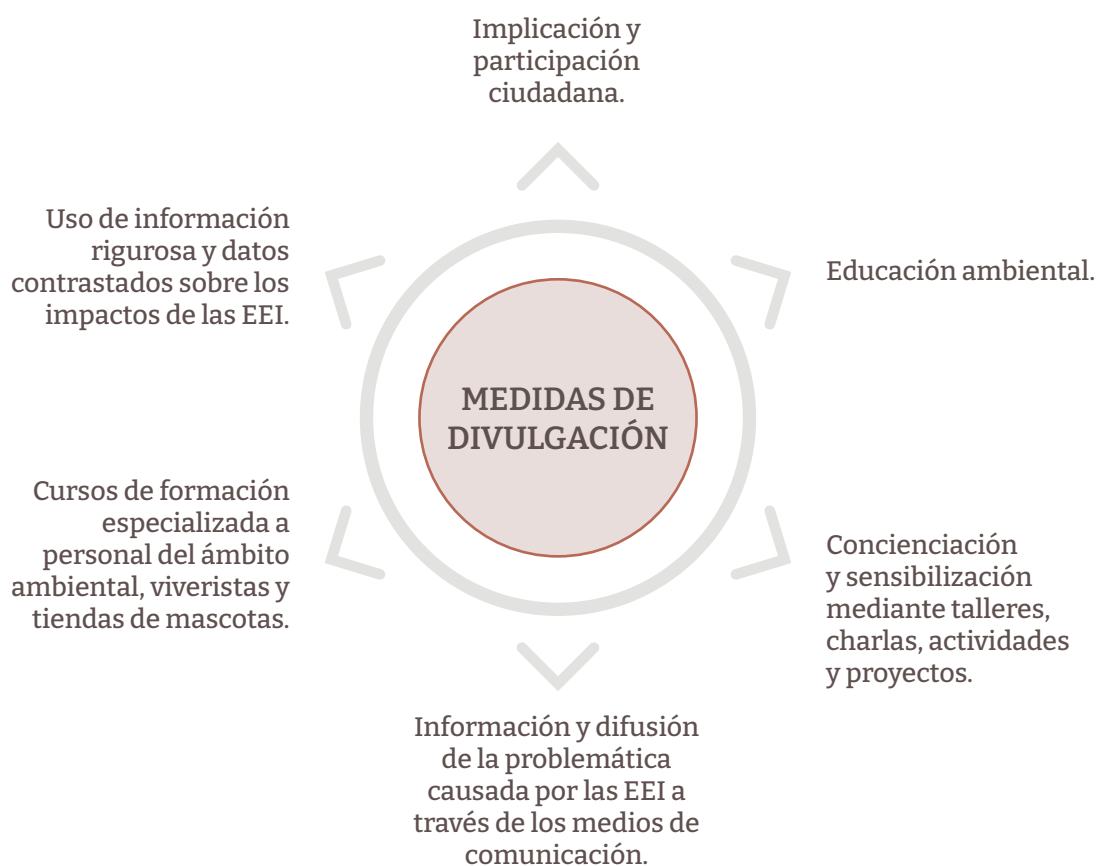 Implicación y
participación
ciudadana.
Uso de información
rigurosa y datos
contrastados sobre los
impactos de las EEI.
Educación ambiental.
MEDIDAS DE
DIVULGACIÓN
Cursos de formación
especializada a
personal del ámbito
ambiental, viveristas y
tiendas de mascotas.
Concienciación
y sensibilización
mediante talleres,
charlas, actividades
y proyectos.
Información y difusión
de la problemática
causada por las EEI a
través de los medios de
comunicación.